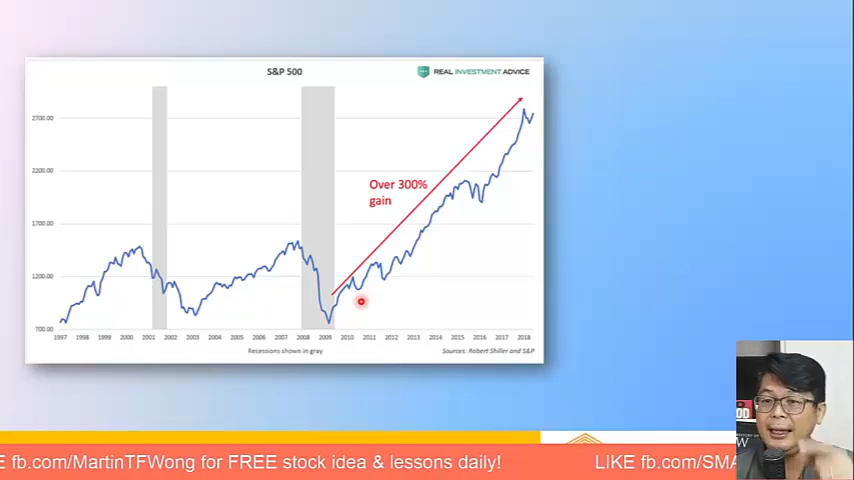 S&P 500
REAL INVESTMENT ADVICE
2700.00
2200.00
1700.00
1200.00
700.00
Over 300%
gain
1997 1998 1999 2000 2001 2002 2003 2004 2005 2006 2007 2008 2009 2010 2011 2012 2013 2014 2015 2016 2017 2018
Recessions shown in gray
Sources: Robert Shiller and S&P
E fb.com/MartinTFWong for FREE stock idea & lessons daily!
LIKE fb.com/SMA